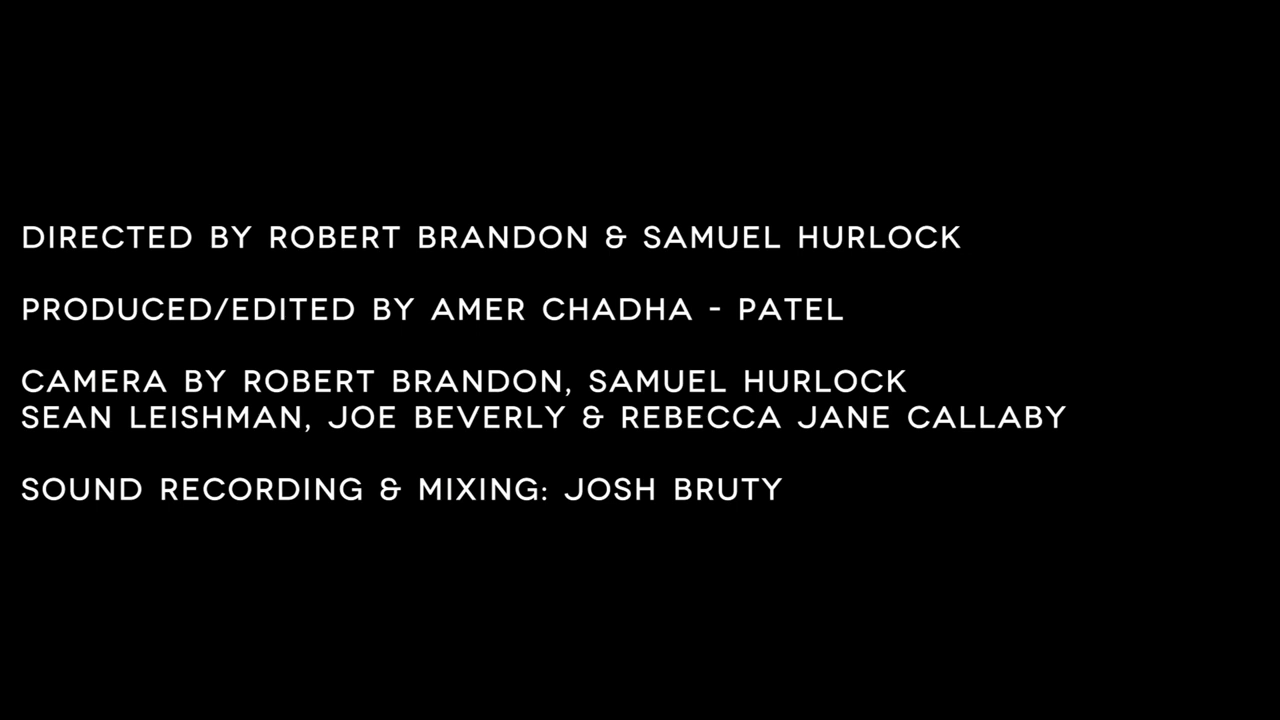 DIRECTED BY ROBERT BRANDON & SAMUEL HURLOCK
PRODUCED/EDITED BY AMER CHADHA - PATEL
CAMERA BY ROBERT BRANDON, SAMUEL HURLOCK
SEAN LEISHMAN, JOE BEVERLY & REBECCA JANE CALLABY
SOUND RECORDING & MIXING: JOSH BRUTY